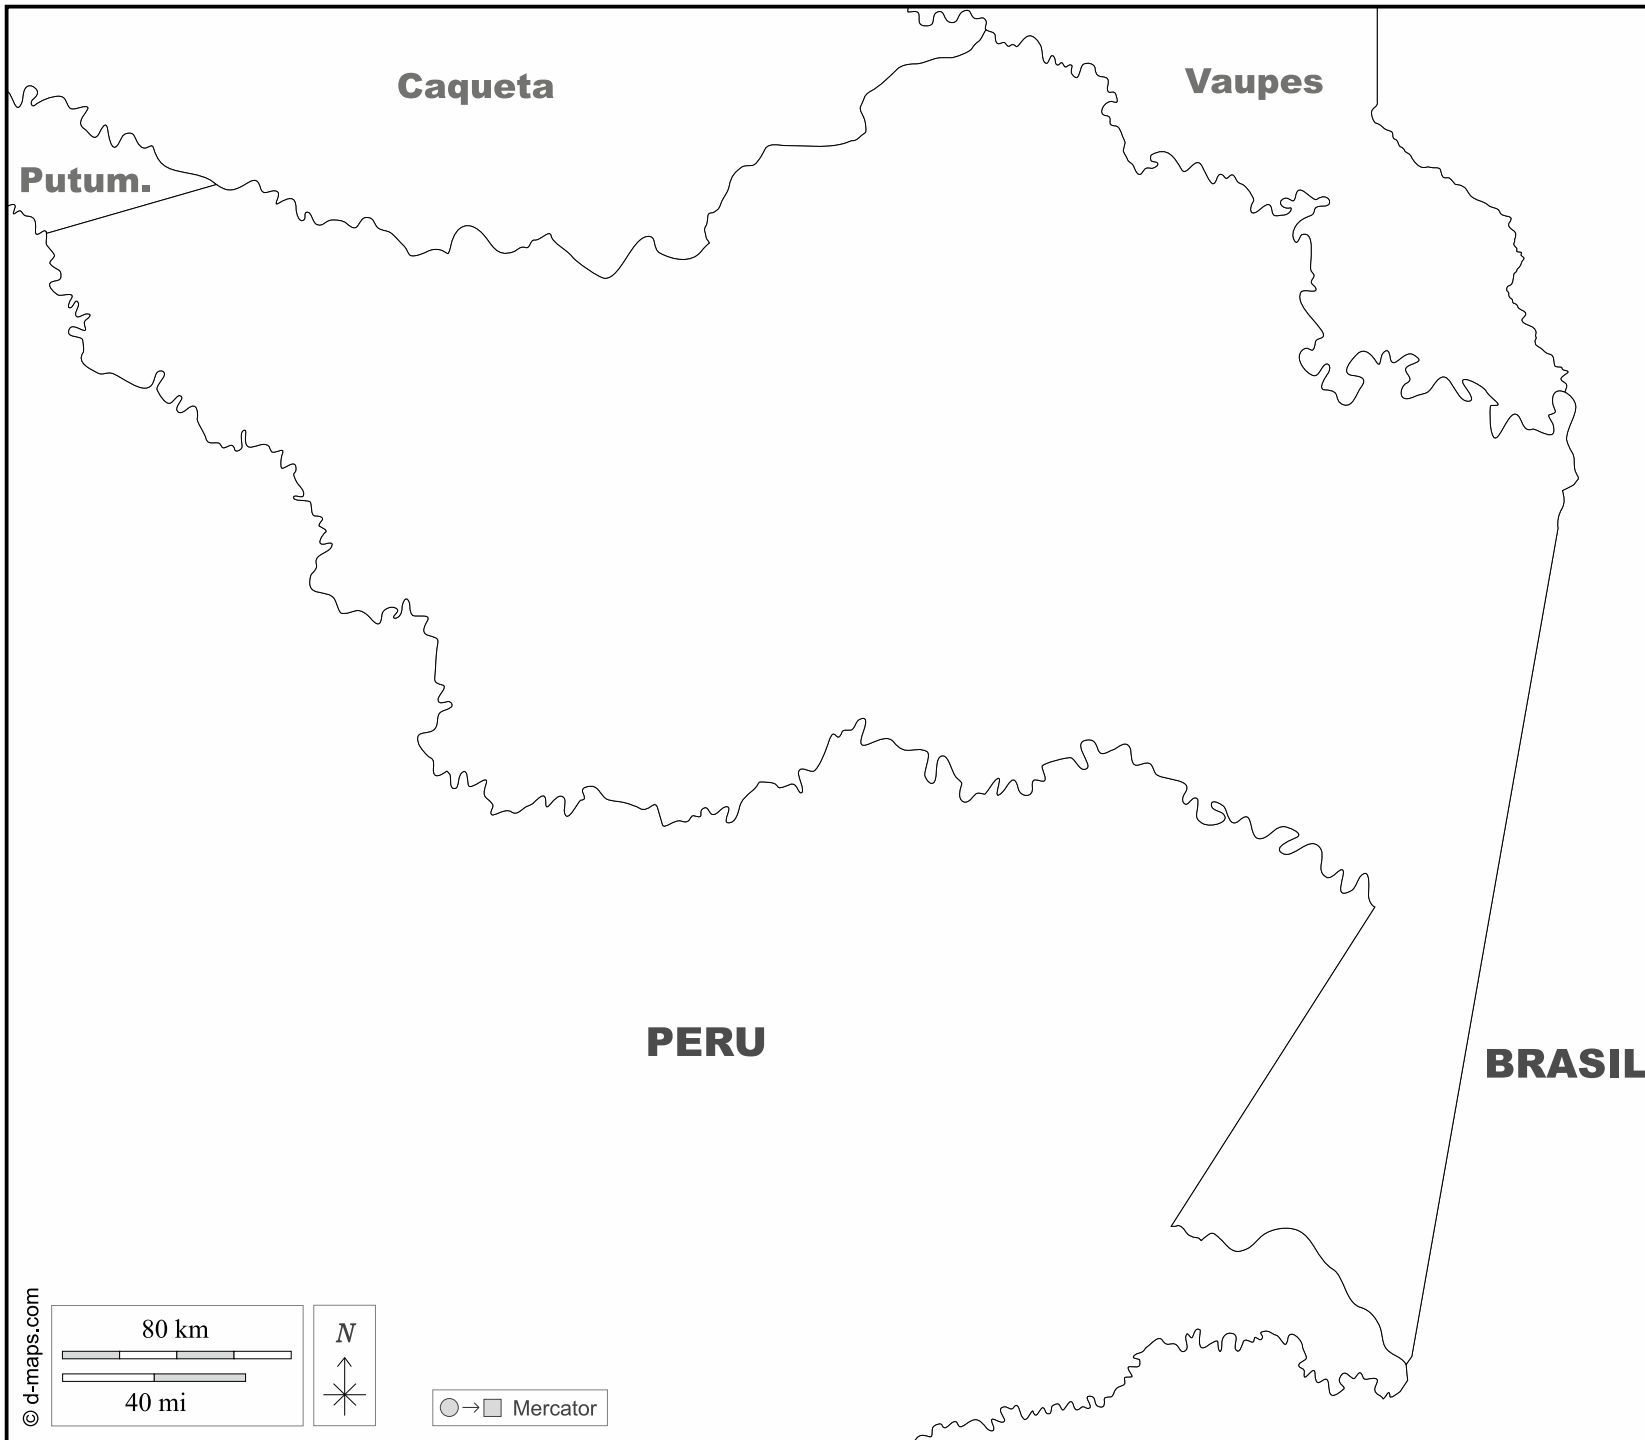 Caqueta
Vaupes
Putum.
PERU
BRASIL
© d-maps.com
80 km
40 mi
N
Mercator